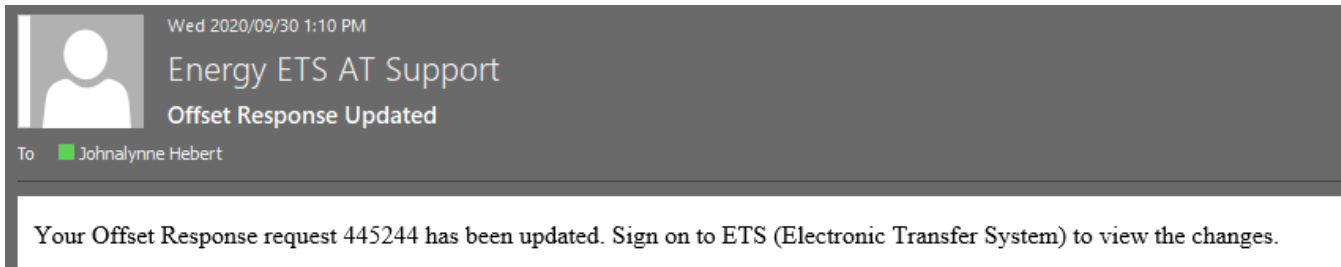 Wed 2020/09/30 1:10 PM
Energy ETS AT Support
Offset Response Updated
To Johnalynne Hebert
Your Offset Response request 445244 has been updated. Sign on to ETS (Electronic Transfer System) to view the changes.